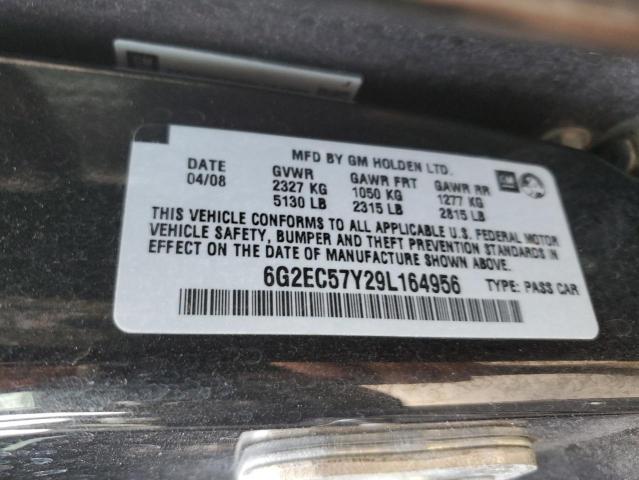 GM
MFD BY GM HOLDEN LTD.
DATE GVWR GAWR FRT GAWR RR GM
04/08 2327 KG 1050 KG 1277 KG
5130 LB 2315 LB 2815 LB
THIS VEHICLE CONFORMS TO ALL APPLICABLE U.S. FEDERAL MOTOR
VEHICLE SAFETY, BUMPER AND THEFT PREVENTION STANDARDS IN
EFFECT ON THE DATE OF MANUFACTURE SHOWN ABOVE.
6G2EC57Y29L164956 TYPE: PASS CAR